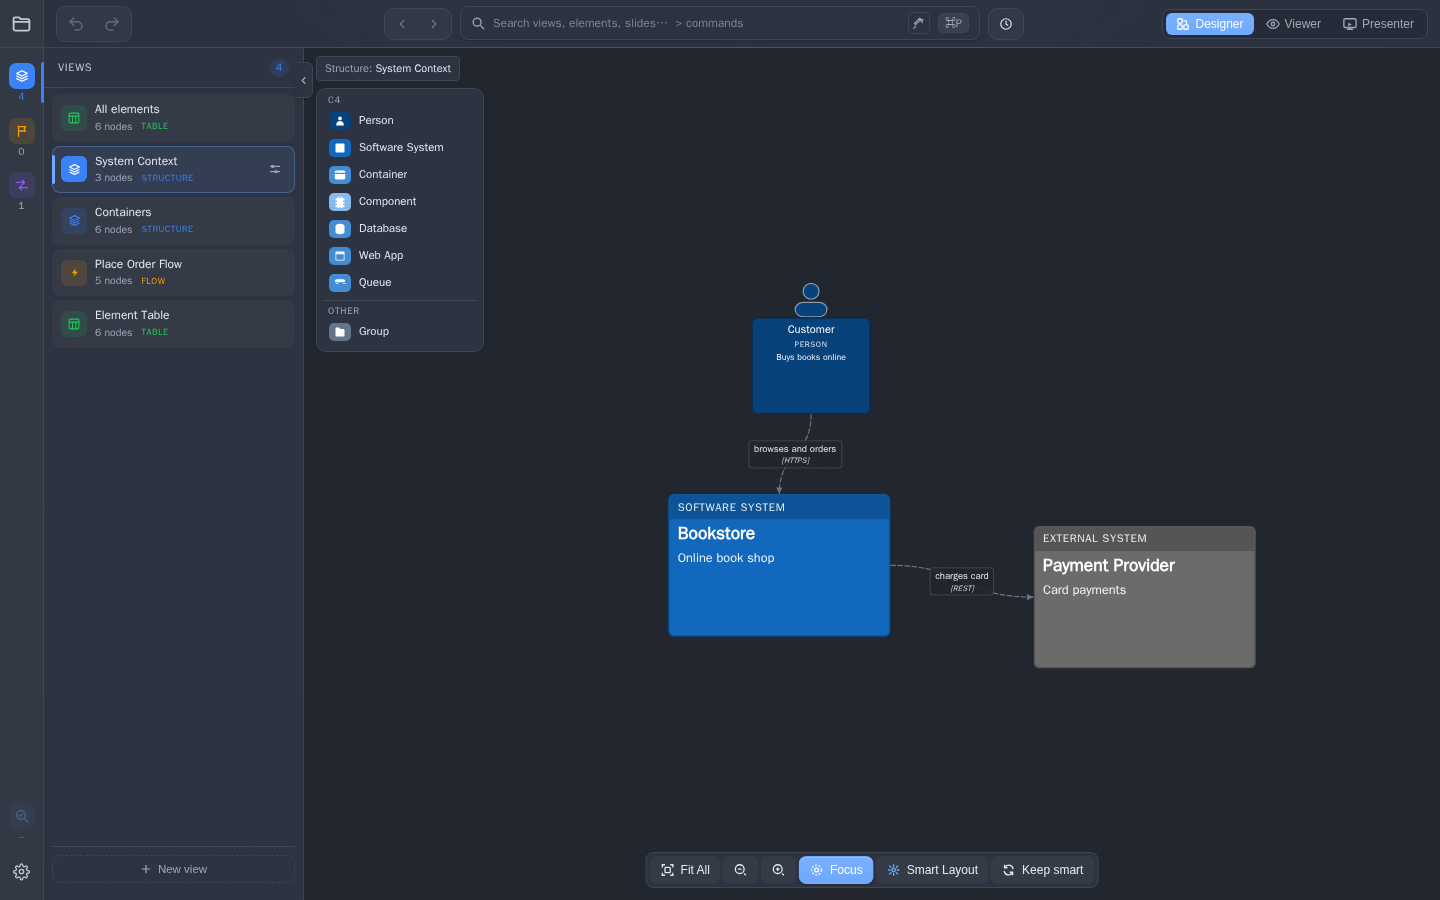 Search views, elements, slides… > commands
⌘P
Designer
Viewer
Presenter
4
0
1
–
VIEWS
4
All elements
6 nodes TABLE
System Context
3 nodes STRUCTURE
Containers
6 nodes STRUCTURE
Place Order Flow
5 nodes FLOW
Element Table
6 nodes TABLE
+ New view
Structure: System Context
C4
Person
Software System
Container
Component
Database
Web App
Queue
OTHER
Group
Customer
PERSON
Buys books online
browses and orders
[HTTPS]
SOFTWARE SYSTEM
Bookstore
Online book shop
charges card
[REST]
EXTERNAL SYSTEM
Payment Provider
Card payments
Fit All
Focus
Smart Layout
Keep smart